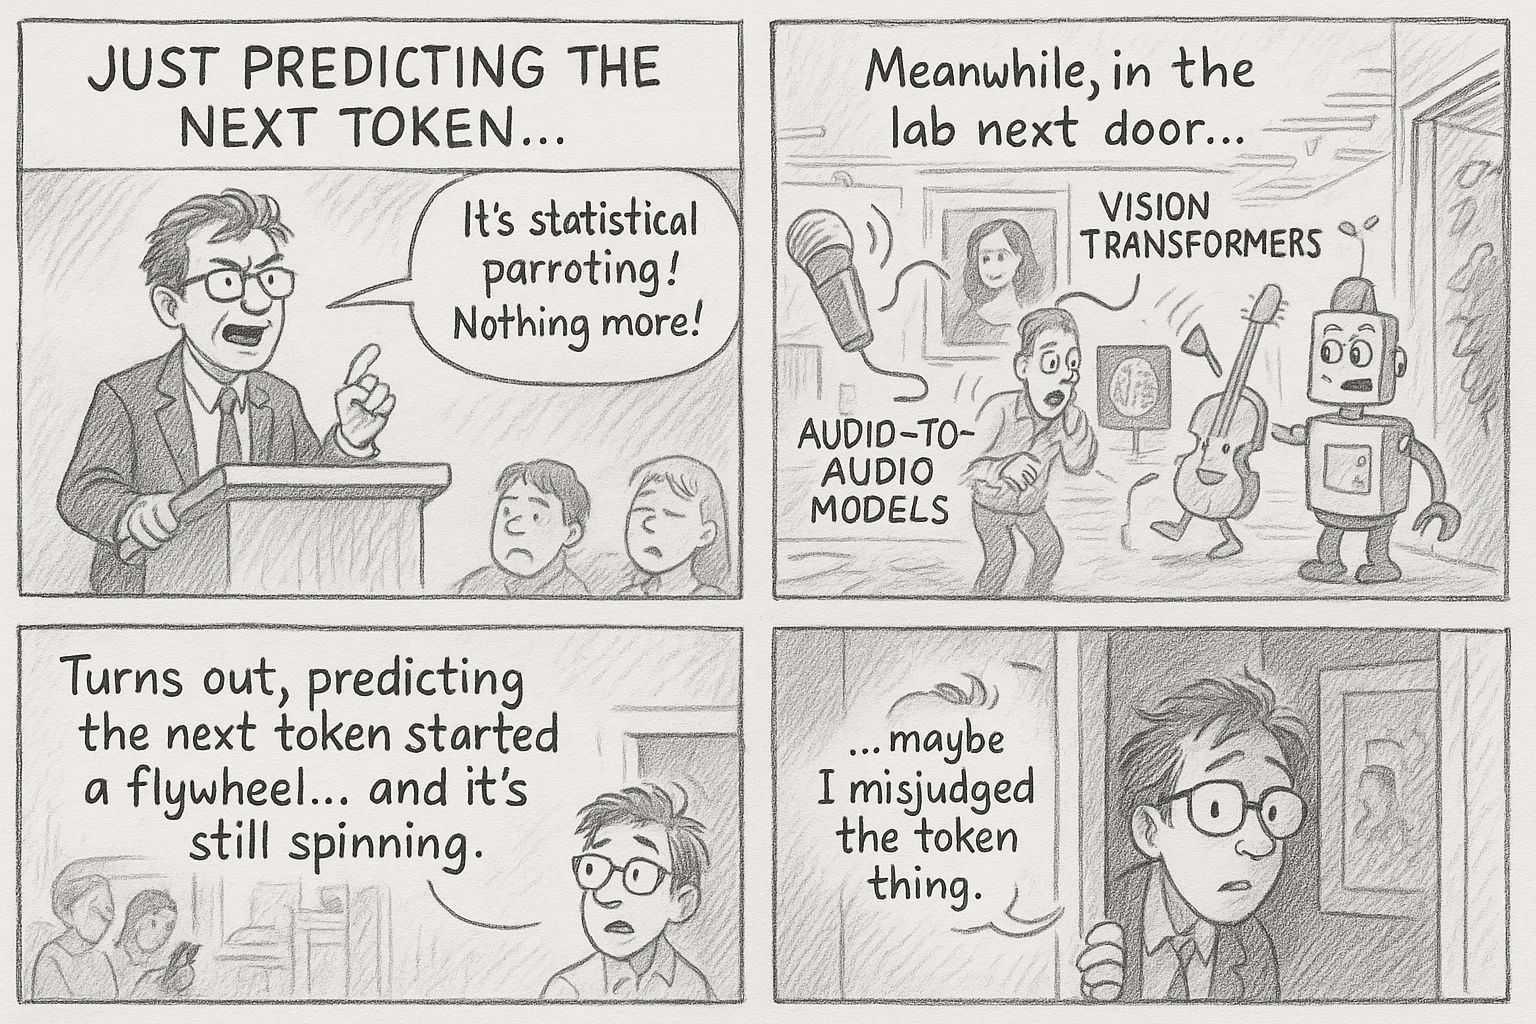 JUST PREDICTING THE
NEXT TOKEN...
It's statistical
parroting!
Nothing more!
Meanwhile, in the
lab next door...
VISION
TRANSFORMERS
AUDID-TO-
AUDIO
MODELS
Turns out, predicting
the next token started
a flywheel... and it's
still spinning.
...maybe
I misjudged
the token
thing.